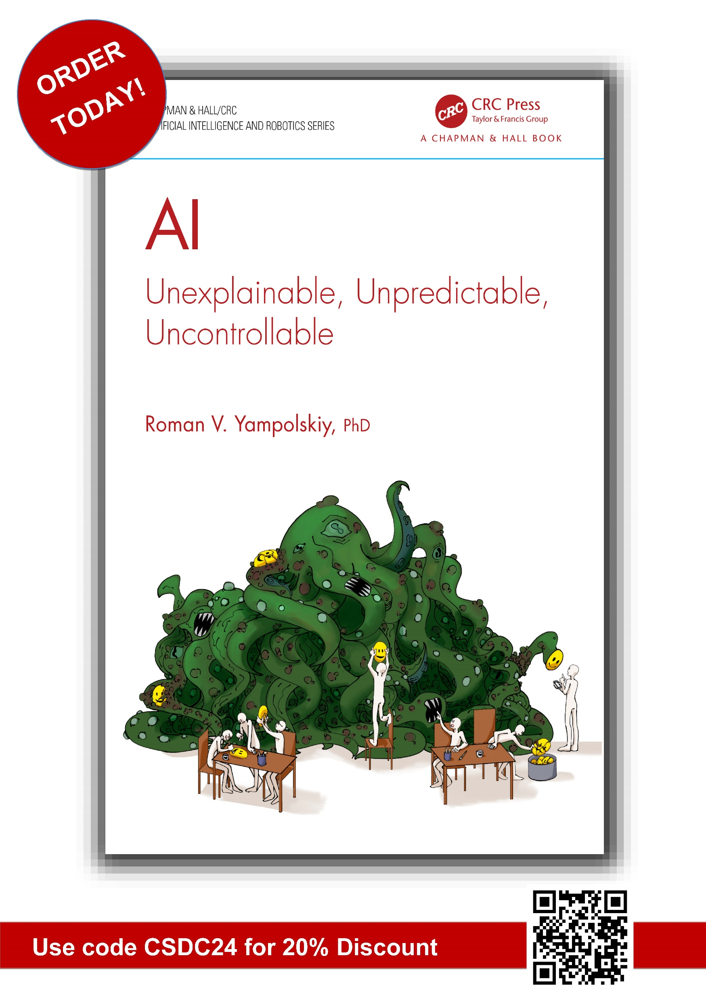 ORDER
TODAY!
PMAN & HALL/CRC
IFICIAL INTELLIGENCE AND ROBOTICS SERIES
CRC
CRC Press
Taylor & Francis Group
A CHAPMAN & HALL BOOK
AI
Unexplainable, Unpredictable,
Uncontrollable
Roman V. Yampolskiy, PhD
Use code CSDC24 for 20% Discount